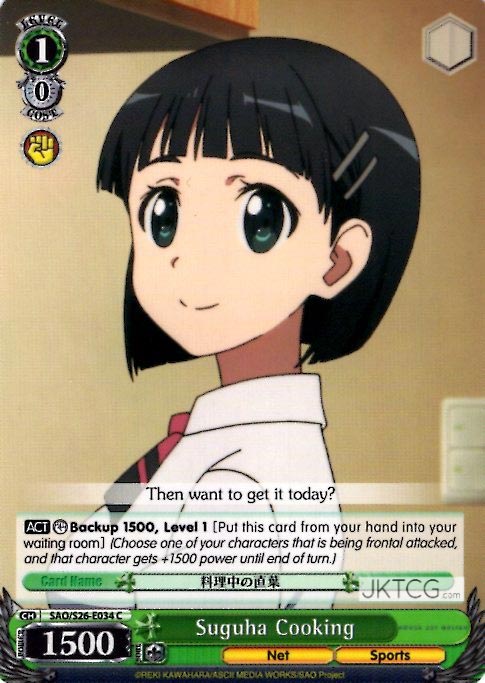 LEVEL
1
0
COST
Then want to get it today?
ACT Backup 1500, Level 1 [Put this card from your hand into your
waiting room] (Choose one of your characters that is being frontal attacked,
and that character gets +1500 power until end of turn.)
Card Name 料理中の直葉
JKTCG.com
CH SAO/S26-E034 C
POWER 1500 SOUL
Suguha Cooking
Net Sports
©REKI KAWAHARA/ASCII MEDIA WORKS/SAO Project